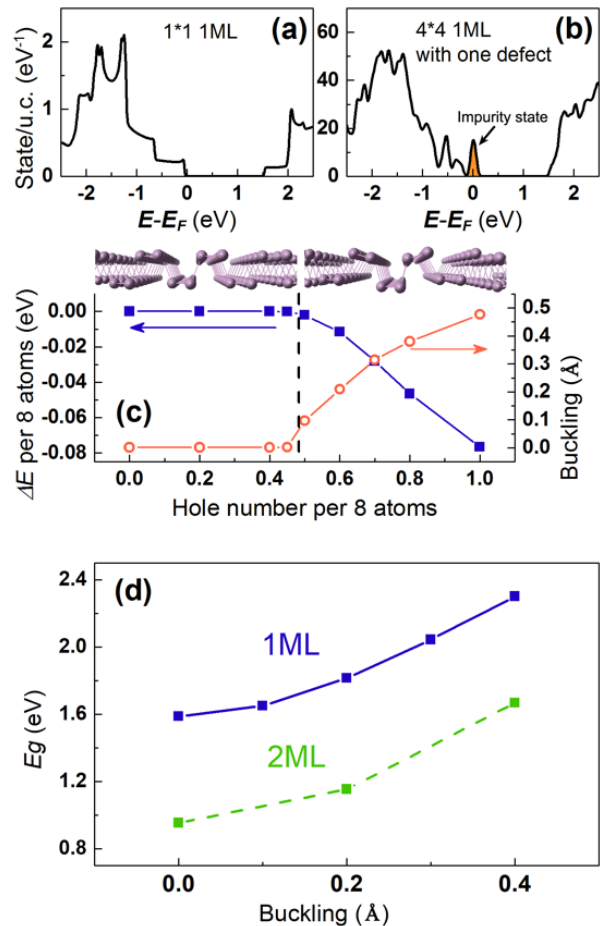 1*1 1ML (a)
State/u.c. (eV⁻¹)
2
1
0
-2 -1 0 1 2
E-E_F (eV)
4*4 1ML (b)
with one defect
Impurity state
60
40
20
0
-2 -1 0 1 2
E-E_F (eV)
ΔE per 8 atoms (eV)
0.00
-0.02
-0.04
-0.06
-0.08
(c)
0.5
0.4
0.3
0.2
0.1
0.0
Buckling (Å)
0.0 0.2 0.4 0.6 0.8 1.0
Hole number per 8 atoms
(d)
Eg (eV)
2.4
2.0
1.6
1.2
0.8
1ML
2ML
0.0 0.2 0.4
Buckling (Å)